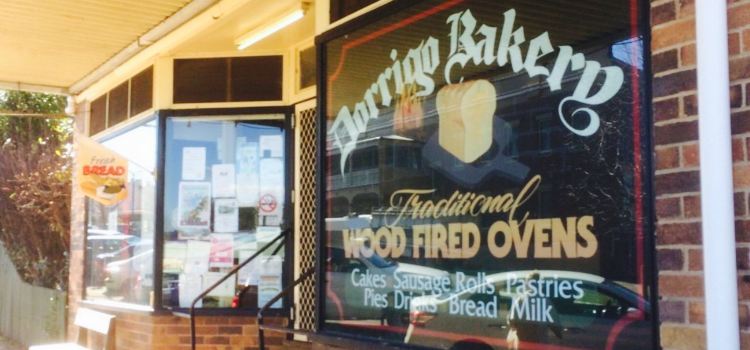 Dorrigo Bakery
Traditional
WOOD FIRED OVENS
Cakes Sausage Rolls Pastries
Pies Drinks Bread Milk
Fresh
BREAD